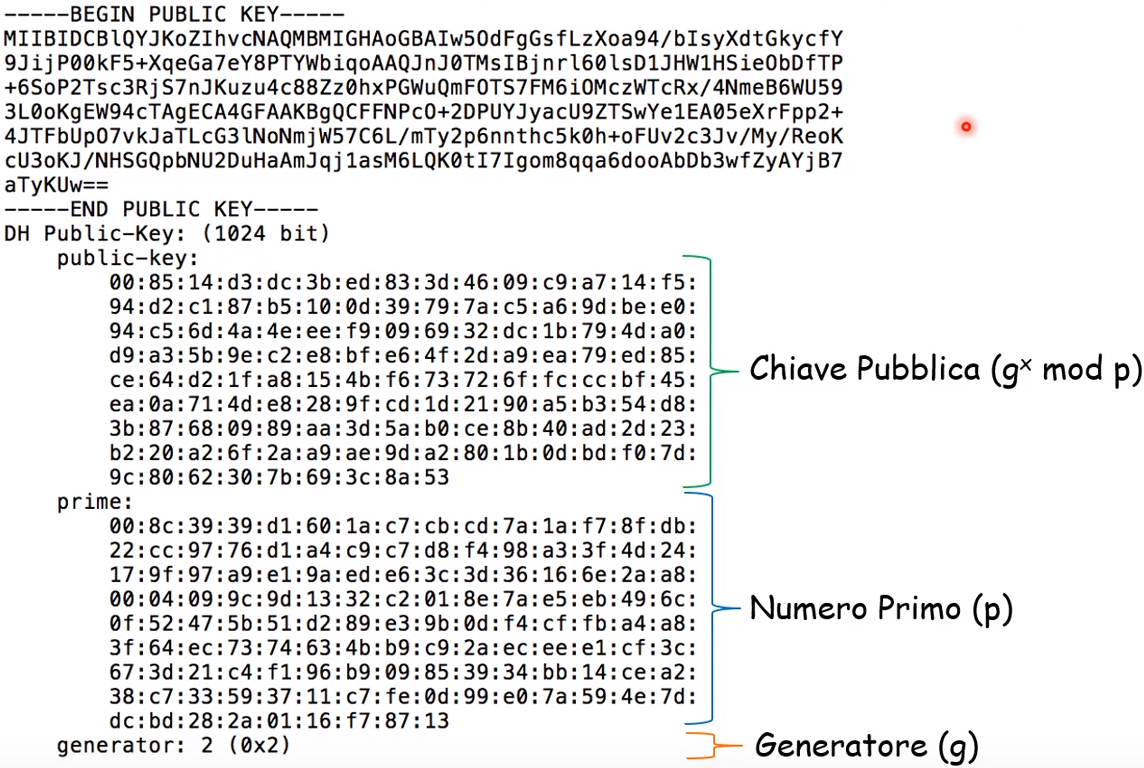 -----BEGIN PUBLIC KEY-----
MIIBIDCBlQYJKoZIhvcNAQMBMIGHAoGBAIw5OdFgGsfLzXoa94/bIsyXdtGkycfY
9JijP00kF5+XqeGa7eY8PTYWbiqoAAQJnJ0TMsIBjnrl60lsD1JHW1HSieObDfTP
+6SoP2Tsc3RjS7nJKuzu4c88Zz0hxPGWuQmFOTS7FM6iOMczWTcRx/4NmeB6WU59
3L0oKgEW94cTAgECA4GFAAKBgQCFFNPcO+2DPUYJyacU9ZTSwYe1EA05eXrFpp2+
4JTFbUpO7vkJaTLcG3lNoNmjW57C6L/mTy2p6nnthc5k0h+oFUv2c3Jv/My/ReoK
cU3oKJ/NHSGQpbNU2DuHaAmJqj1asM6LQK0tI7Igom8qqa6dooAbDb3wfZyAYjB7
aTyKUw==
-----END PUBLIC KEY-----
DH Public-Key: (1024 bit)
public-key:
00:85:14:d3:dc:3b:ed:83:3d:46:09:c9:a7:14:f5:
94:d2:c1:87:b5:10:0d:39:79:7a:c5:a6:9d:be:e0:
94:c5:6d:4a:4e:ee:f9:09:69:32:dc:1b:79:4d:a0:
d9:a3:5b:9e:c2:e8:bf:e6:4f:2d:a9:ea:79:ed:85:
ce:64:d2:1f:a8:15:4b:f6:73:72:6f:fc:cc:bf:45:
ea:0a:71:4d:e8:28:9f:cd:1d:21:90:a5:b3:54:d8:
3b:87:68:09:89:aa:3d:5a:b0:ce:8b:40:ad:2d:23:
b2:20:a2:6f:2a:a9:ae:9d:a2:80:1b:0d:bd:f0:7d:
9c:80:62:30:7b:69:3c:8a:53
Chiave Pubblica (gˣ mod p)
prime:
00:8c:39:39:d1:60:1a:c7:cb:cd:7a:1a:f7:8f:db:
22:cc:97:76:d1:a4:c9:c7:d8:f4:98:a3:3f:4d:24:
17:9f:97:a9:e1:9a:ed:e6:3c:3d:36:16:6e:2a:a8:
00:04:09:9c:9d:13:32:c2:01:8e:7a:e5:eb:49:6c:
0f:52:47:5b:51:d2:89:e3:9b:0d:f4:cf:fb:a4:a8:
3f:64:ec:73:74:63:4b:b9:c9:2a:ec:ee:e1:cf:3c:
67:3d:21:c4:f1:96:b9:09:85:39:34:bb:14:ce:a2:
38:c7:33:59:37:11:c7:fe:0d:99:e0:7a:59:4e:7d:
dc:bd:28:2a:01:16:f7:87:13
Numero Primo (p)
generator: 2 (0x2)
Generatore (g)